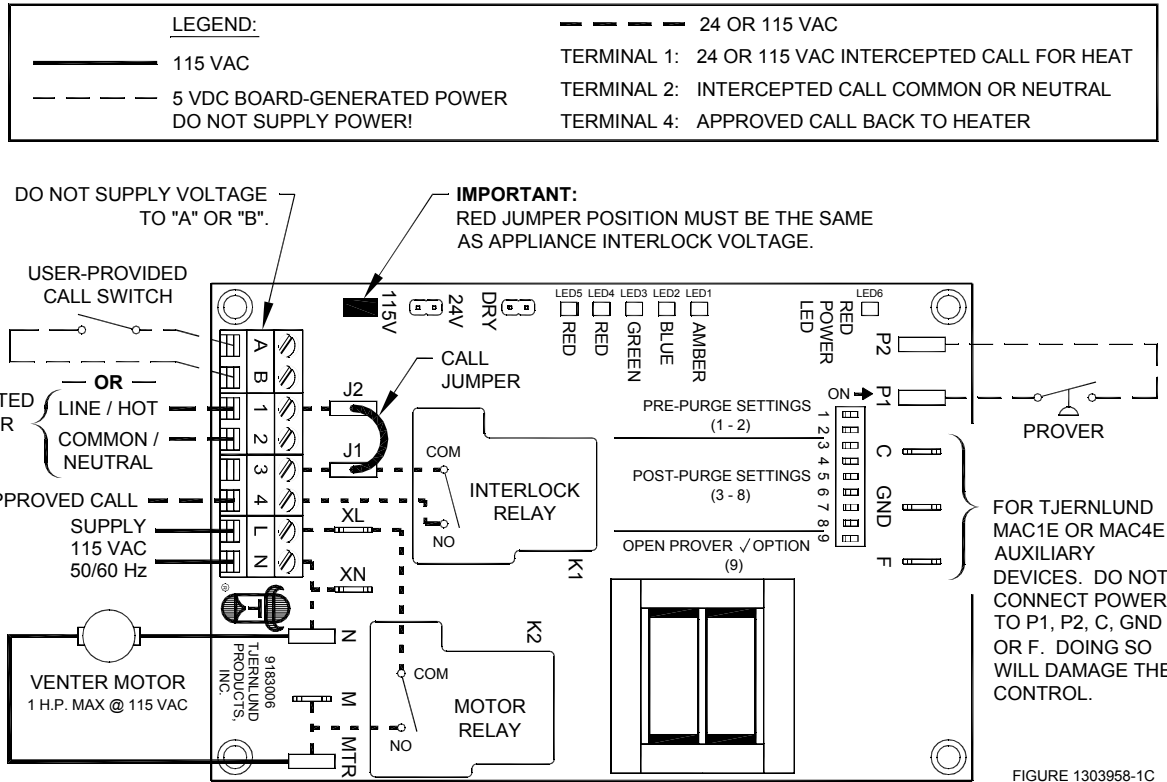 LEGEND:
115 VAC
5 VDC BOARD-GENERATED POWER
DO NOT SUPPLY POWER!
24 OR 115 VAC
TERMINAL 1: 24 OR 115 VAC INTERCEPTED CALL FOR HEAT
TERMINAL 2: INTERCEPTED CALL COMMON OR NEUTRAL
TERMINAL 4: APPROVED CALL BACK TO HEATER
DO NOT SUPPLY VOLTAGE
TO "A" OR "B".
IMPORTANT:
RED JUMPER POSITION MUST BE THE SAME
AS APPLIANCE INTERLOCK VOLTAGE.
USER-PROVIDED
CALL SWITCH
115V
24V
DRY
LED5
LED4
LED3
LED2
LED1
LED6
RED
RED
GREEN
BLUE
AMBER
RED
POWER
LED
P2
P1
ON
A
B
1
2
3
4
L
N
OR
LINE / HOT
COMMON /
NEUTRAL
SUPPLY
115 VAC
50/60 Hz
CALL
JUMPER
J2
J1
COM
NO
INTERLOCK
RELAY
K1
XL
XN
PRE-PURGE SETTINGS
(1 - 2)
POST-PURGE SETTINGS
(3 - 8)
OPEN PROVER √ OPTION
(9)
1
2
3
4
5
6
7
8
9
C
GND
F
PROVER
FOR TJERNLUND
MAC1E OR MAC4E
AUXILIARY
DEVICES. DO NOT
CONNECT POWER
TO P1, P2, C, GND
OR F. DOING SO
WILL DAMAGE THE
CONTROL.
T
®
9183006
TJERNLUND
PRODUCTS,
INC.
N
M
MTR
K2
COM
NO
MOTOR
RELAY
VENTER MOTOR
1 H.P. MAX @ 115 VAC
FIGURE 1303958-1C